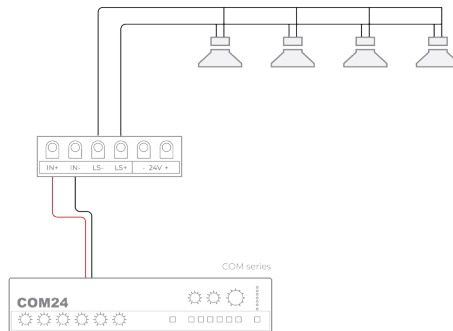 IN+ IN- LS- LS+ - 24V +
COM series
COM24